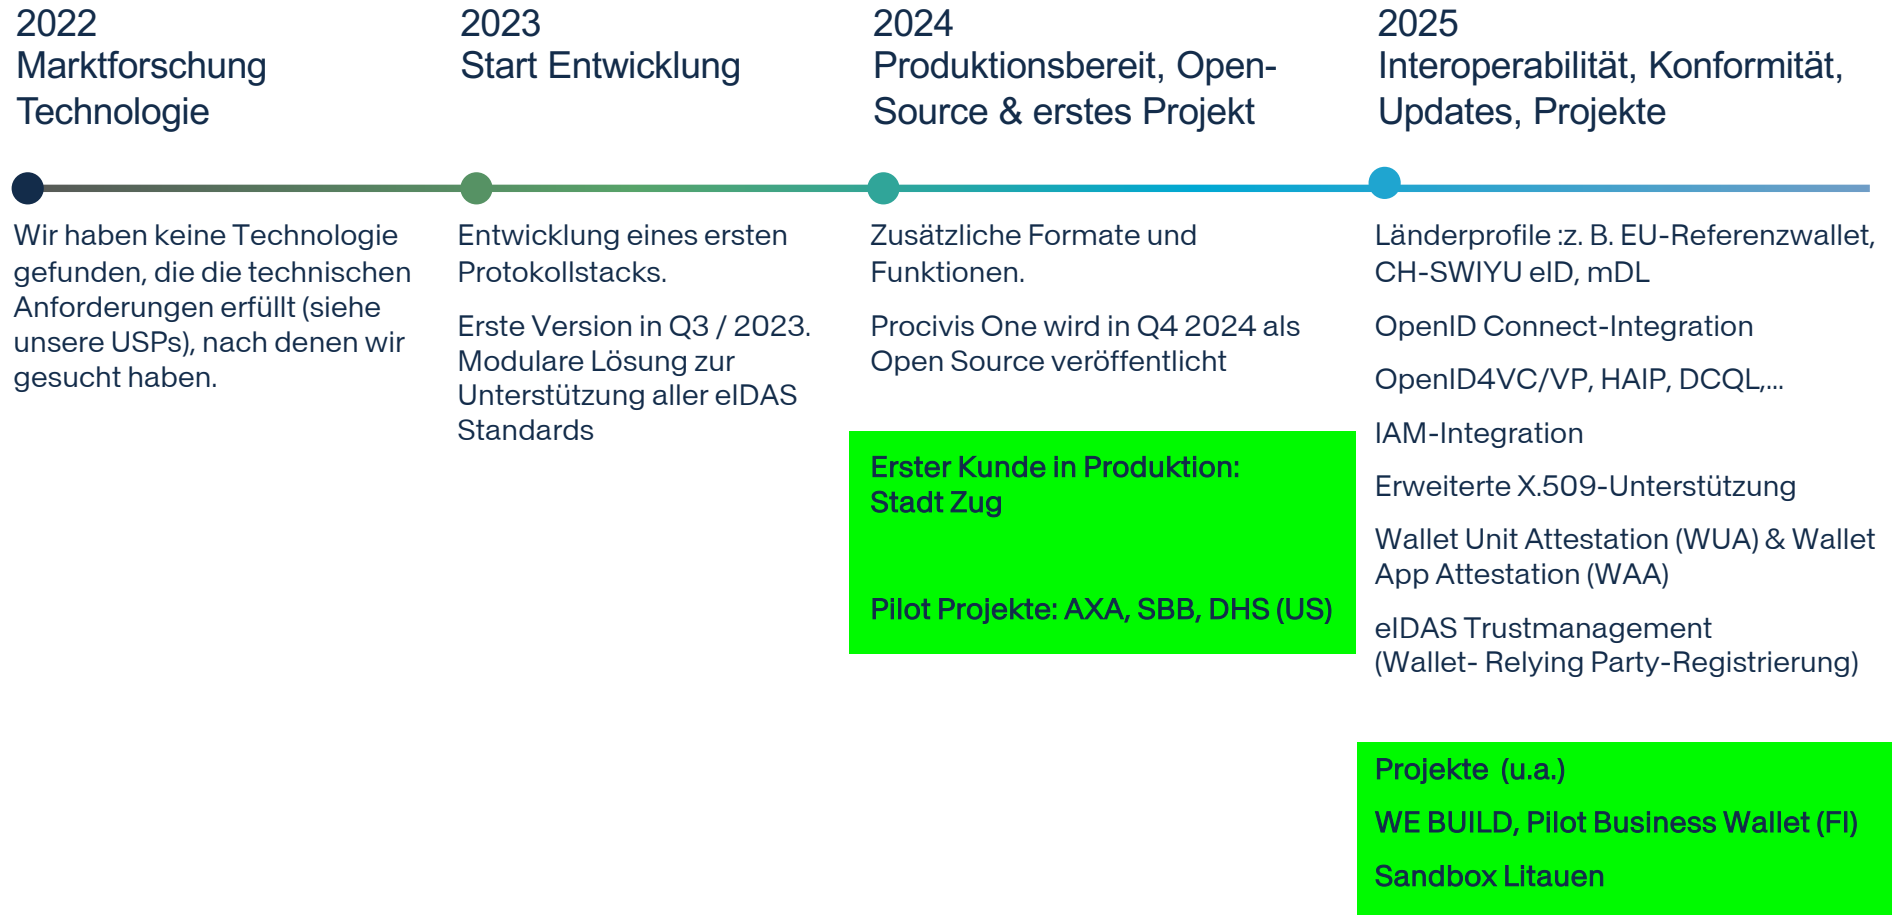 2022
Marktforschung
Technologie
Wir haben keine Technologie
gefunden, die die technischen
Anforderungen erfüllt (siehe
unsere USPs), nach denen wir
gesucht haben.
2023
Start Entwicklung
Entwicklung eines ersten
Protokollstacks.
Erste Version in Q3 / 2023.
Modulare Lösung zur
Unterstützung aller eIDAS
Standards
2024
Produktionsbereit, Open-
Source & erstes Projekt
Zusätzliche Formate und
Funktionen.
Procivis One wird in Q4 2024 als
Open Source veröffentlicht
Erster Kunde in Produktion:
Stadt Zug
Pilot Projekte: AXA, SBB, DHS (US)
2025
Interoperabilität, Konformität,
Updates, Projekte
Länderprofile :z. B. EU-Referenzwallet,
CH-SWIYU eID, mDL
OpenID Connect-Integration
OpenID4VC/VP, HAIP, DCQL,...
IAM-Integration
Erweiterte X.509-Unterstützung
Wallet Unit Attestation (WUA) & Wallet
App Attestation (WAA)
eIDAS Trustmanagement
(Wallet- Relying Party-Registrierung)
Projekte (u.a.)
WE BUILD, Pilot Business Wallet (FI)
Sandbox Litauen